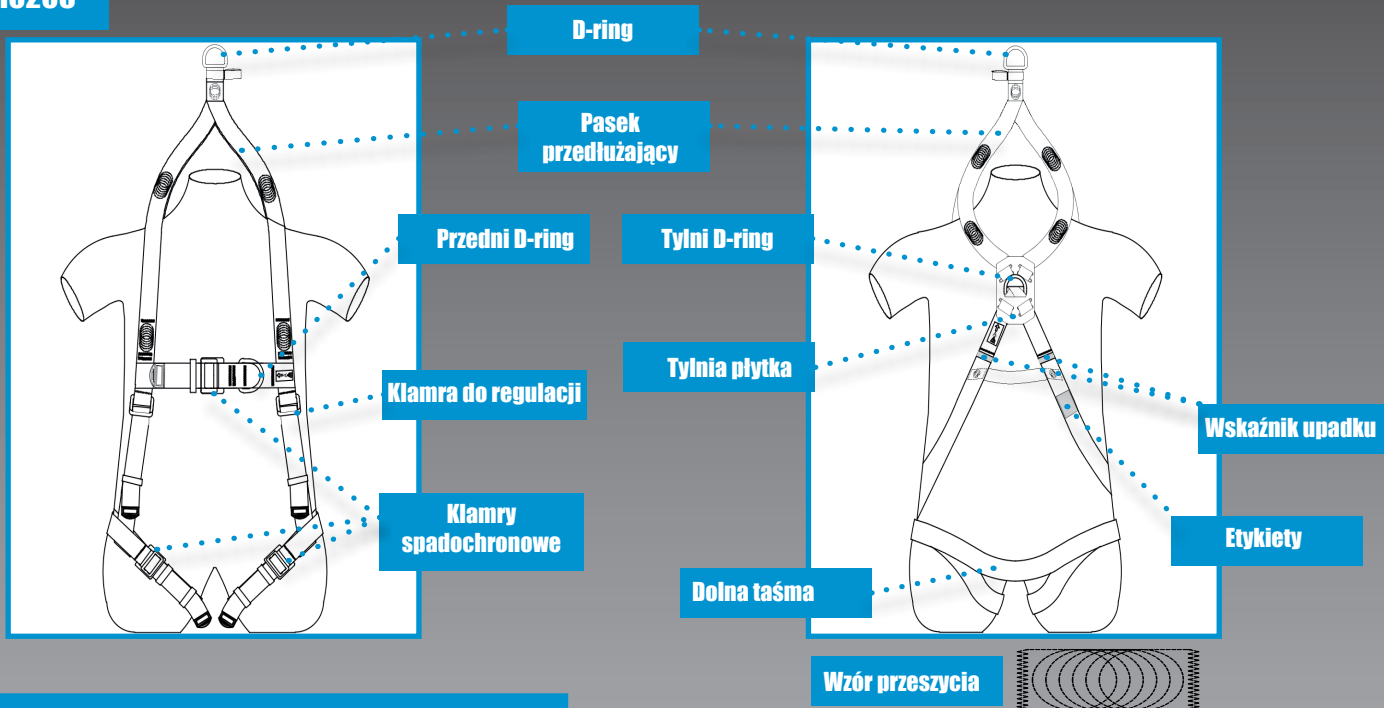 D-ring
Pasek
przedłużający
Przedni D-ring
Tylni D-ring
Klamra do regulacji
Tylnia płytka
Wskaźnik upadku
Klamry
spadochronowe
Etykiety
Dolna taśma
Wzór przeszycia